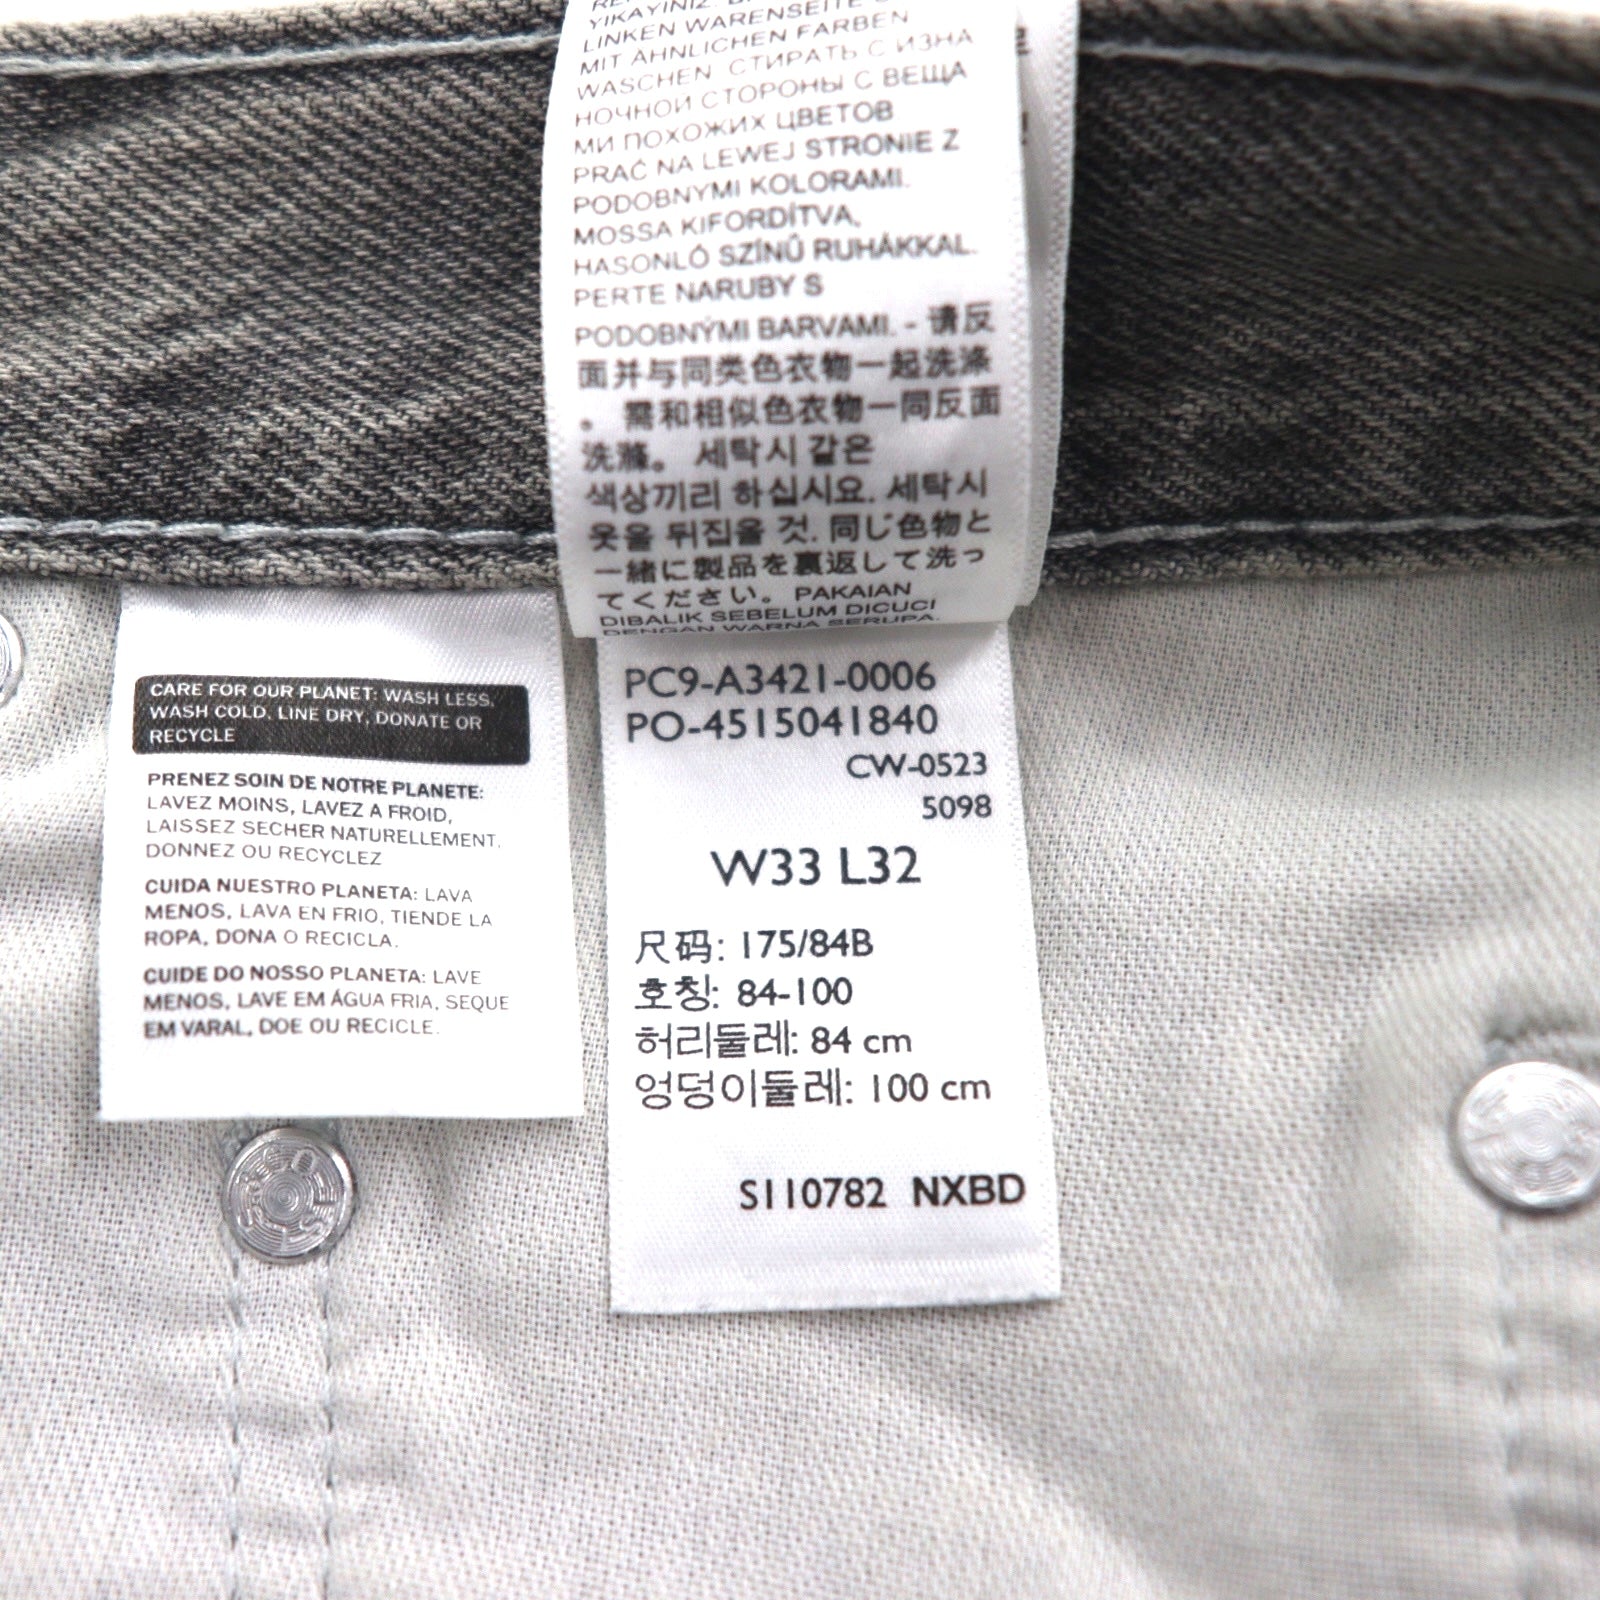 YIKAYINIZ.
LINKEN WARENSEITE
MIT ÄHNLICHEN FARBEN
WASCHEN. СТИРАТЬ С ИЗНА
НОЧНОЙ СТОРОНЫ С ВЕЩА
МИ ПОХОЖИХ ЦВЕТОВ
PRAĆ NA LEWEJ STRONIE Z
PODOBNYMI KOLORAMI.
MOSSA KIFORDÍTVA,
HASONLÓ SZÍNŰ RUHÁKKAL.
PERTE NARUBY S
PODOBNÝMI BARVAMI. - 请反
面并与同类色衣物一起洗涤
。 需和相似色衣物一同反面
洗滌。 세탁시 같은
색상끼리 하십시요. 세탁시
옷을 뒤집을 것. 同じ色物と
一緒に製品を裏返して洗っ
てください。 PAKAIAN
DIBALIK SEBELUM DICUCI
DENGAN WARNA SERUPA.
CARE FOR OUR PLANET: WASH LESS,
WASH COLD, LINE DRY, DONATE OR
RECYCLE
PRENEZ SOIN DE NOTRE PLANETE:
LAVEZ MOINS, LAVEZ A FROID,
LAISSEZ SECHER NATURELLEMENT,
DONNEZ OU RECYCLEZ
CUIDA NUESTRO PLANETA: LAVA
MENOS, LAVA EN FRIO, TIENDE LA
ROPA, DONA O RECICLA.
CUIDE DO NOSSO PLANETA: LAVE
MENOS, LAVE EM ÁGUA FRIA, SEQUE
EM VARAL, DOE OU RECICLE.
PC9-A3421-0006
PO-4515041840
CW-0523
5098
W33 L32
尺码: 175/84B
호칭: 84-100
허리둘레: 84 cm
엉덩이둘레: 100 cm
S110782 NXBD